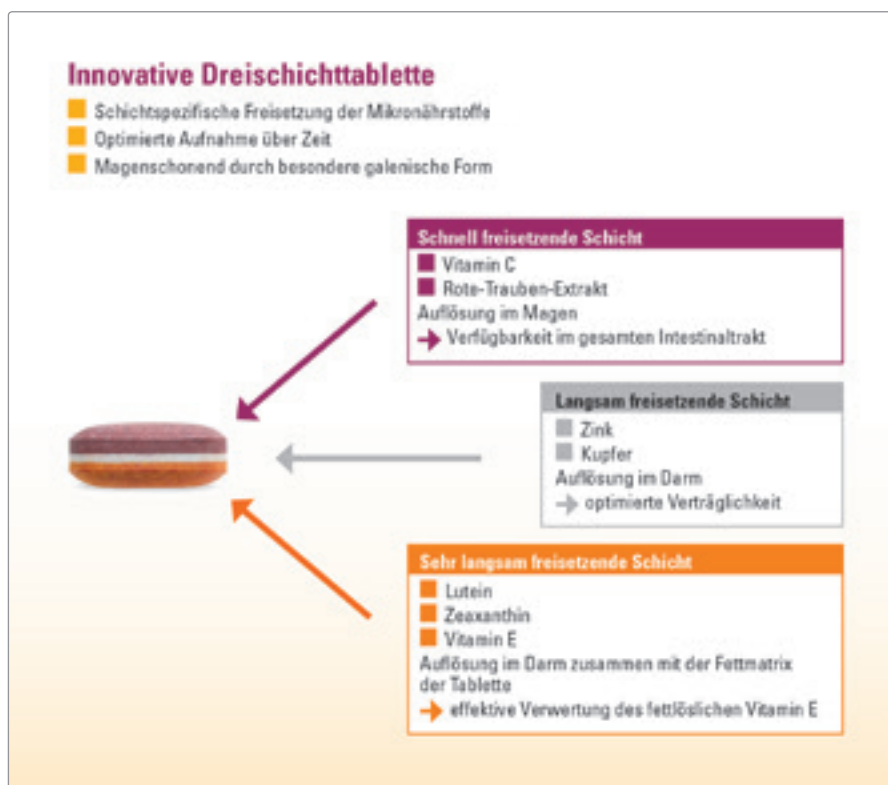 Innovative Dreischichttablette
Schichtspezifische Freisetzung der Mikronährstoffe
Optimierte Aufnahme über Zeit
Magenschonend durch besondere galenische Form
Schnell freisetzende Schicht
Vitamin C
Rote-Trauben-Extrakt
Auflösung im Magen
→ Verfügbarkeit im gesamten Intestinaltrakt
Langsam freisetzende Schicht
Zink
Kupfer
Auflösung im Darm
→ optimierte Verträglichkeit
Sehr langsam freisetzende Schicht
Lutein
Zeaxanthin
Vitamin E
Auflösung im Darm zusammen mit der Fettmatrix
der Tablette
→ effektive Verwertung des fettlöslichen Vitamin E